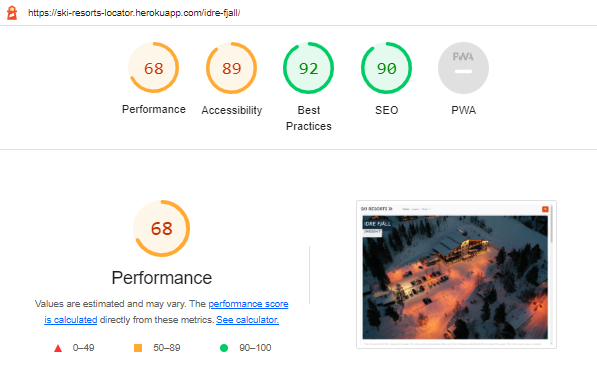 https://ski-resorts-locator.herokuapp.com/idre-fjall/
68
89
92
90
PWA
Performance
Accessibility
Best
Practices
SEO
PWA
68
Performance
Values are estimated and may vary. The performance score
is calculated directly from these metrics. See calculator.
0–49
50–89
90–100
SKI RESORTS
IDRE FJÄLL